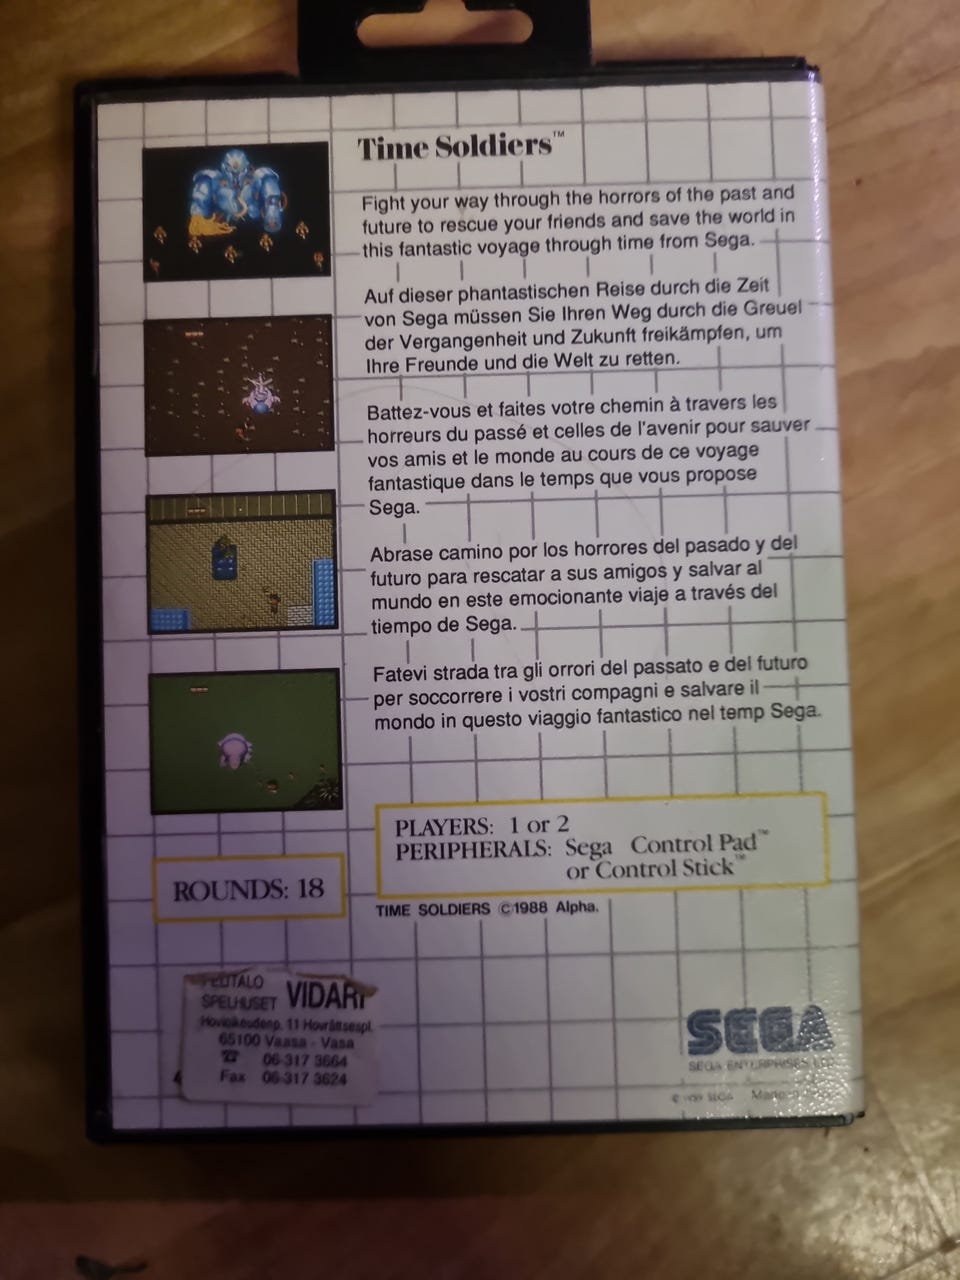 Time Soldiers™
Fight your way through the horrors of the past and
future to rescue your friends and save the world in
this fantastic voyage through time from Sega.
Auf dieser phantastischen Reise durch die Zeit
von Sega müssen Sie Ihren Weg durch die Greuel
der Vergangenheit und Zukunft freikämpfen, um
Ihre Freunde und die Welt zu retten.
Battez-vous et faites votre chemin à travers les
horreurs du passé et celles de l'avenir pour sauver
vos amis et le monde au cours de ce voyage
fantastique dans le temps que vous propose
Sega.
Abrase camino por los horrores del pasado y del
futuro para rescatar a sus amigos y salvar al
mundo en este emocionante viaje a través del
tiempo de Sega.
Fatevi strada tra gli orrori del passato e del futuro
per soccorrere i vostri compagni e salvare il
mondo in questo viaggio fantastico nel temp Sega.
PLAYERS: 1 or 2
PERIPHERALS: Sega Control Pad™
or Control Stick™
ROUNDS: 18
TIME SOLDIERS ©1988 Alpha.
SPELHUSET VIDARI
65100 Vaasa - Vasa
☎ 06-317 3664
Fax 06-317 3624
SEGA
SEGA ENTERPRISES
SEGA